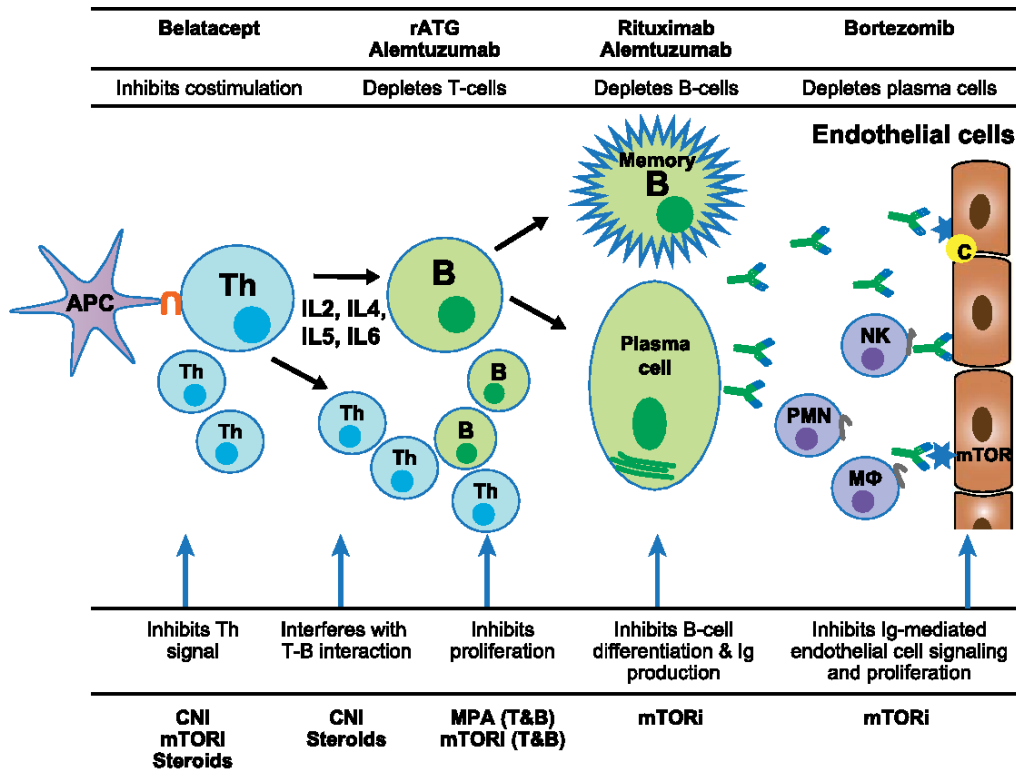 Belatacept
rATG
Alemtuzumab
Rituximab
Alemtuzumab
Bortezomib
Inhibits costimulation
Depletes T-cells
Depletes B-cells
Depletes plasma cells
Endothelial cells
Memory
B
C
APC
Th
B
IL2, IL4,
IL5, IL6
Plasma
cell
NK
Th
B
Th
Th
B
Th
Th
PMN
MΦ
mTOR
Inhibits Th
signal
Interferes with
T-B interaction
Inhibits
proliferation
Inhibits B-cell
differentiation & Ig
production
Inhibits Ig-mediated
endothelial cell signaling
and proliferation
CNI
mTORI
Steroids
CNI
Steroids
MPA (T&B)
mTORI (T&B)
mTORi
mTORi